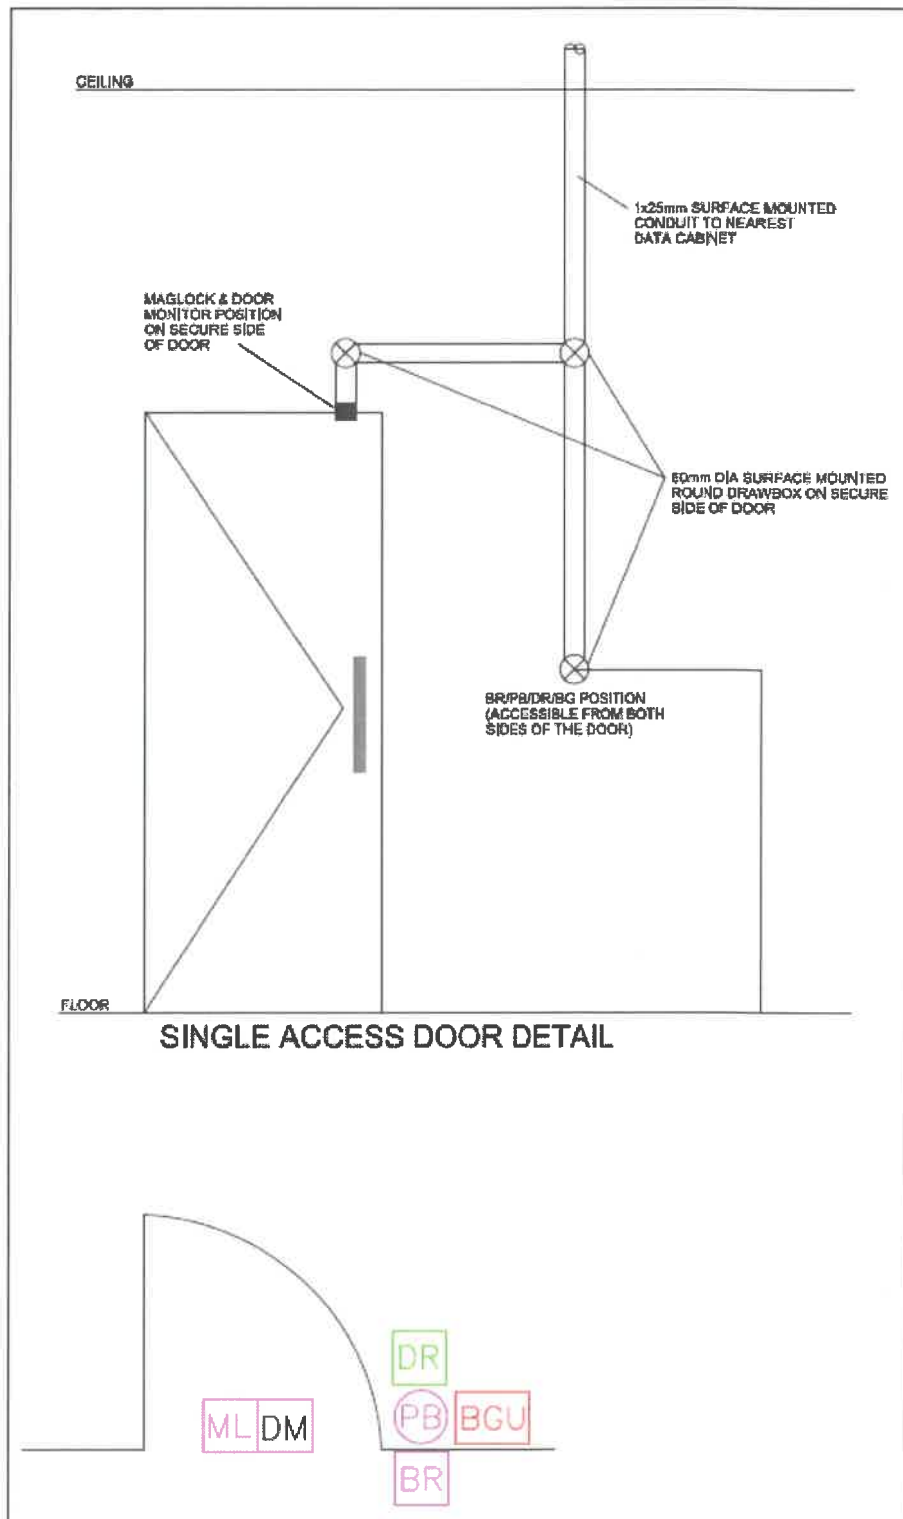 CEILING
1x25mm SURFACE MOUNTED
CONDUIT TO NEAREST
DATA CABINET
MAGLOCK & DOOR
MONITOR POSITION
ON SECURE SIDE
OF DOOR
60mm DIA SURFACE MOUNTED
ROUND DRAWBOX ON SECURE
SIDE OF DOOR
BR/PB/DR/BG POSITION
(ACCESSIBLE FROM BOTH
SIDES OF THE DOOR)
FLOOR
SINGLE ACCESS DOOR DETAIL
DR
ML DM
PB BGU
BR